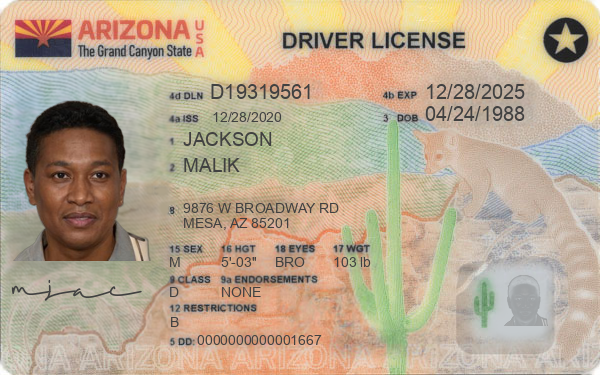 ARIZONA USA
The Grand Canyon State
DRIVER LICENSE
4d DLN D19319561 4b EXP 12/28/2025
4a ISS 12/28/2020 3 DOB 04/24/1988
1 JACKSON
2 MALIK
8 9876 W BROADWAY RD
MESA, AZ 85201
15 SEX 16 HGT 18 EYES 17 WGT
M 5'-03" BRO 103 lb
9 CLASS 9a ENDORSEMENTS
D NONE
12 RESTRICTIONS
B
5 DD: 0000000000001667
mjac
ONA ARIZONA ARIZONA ARIZONA ARIZONA ARIZ